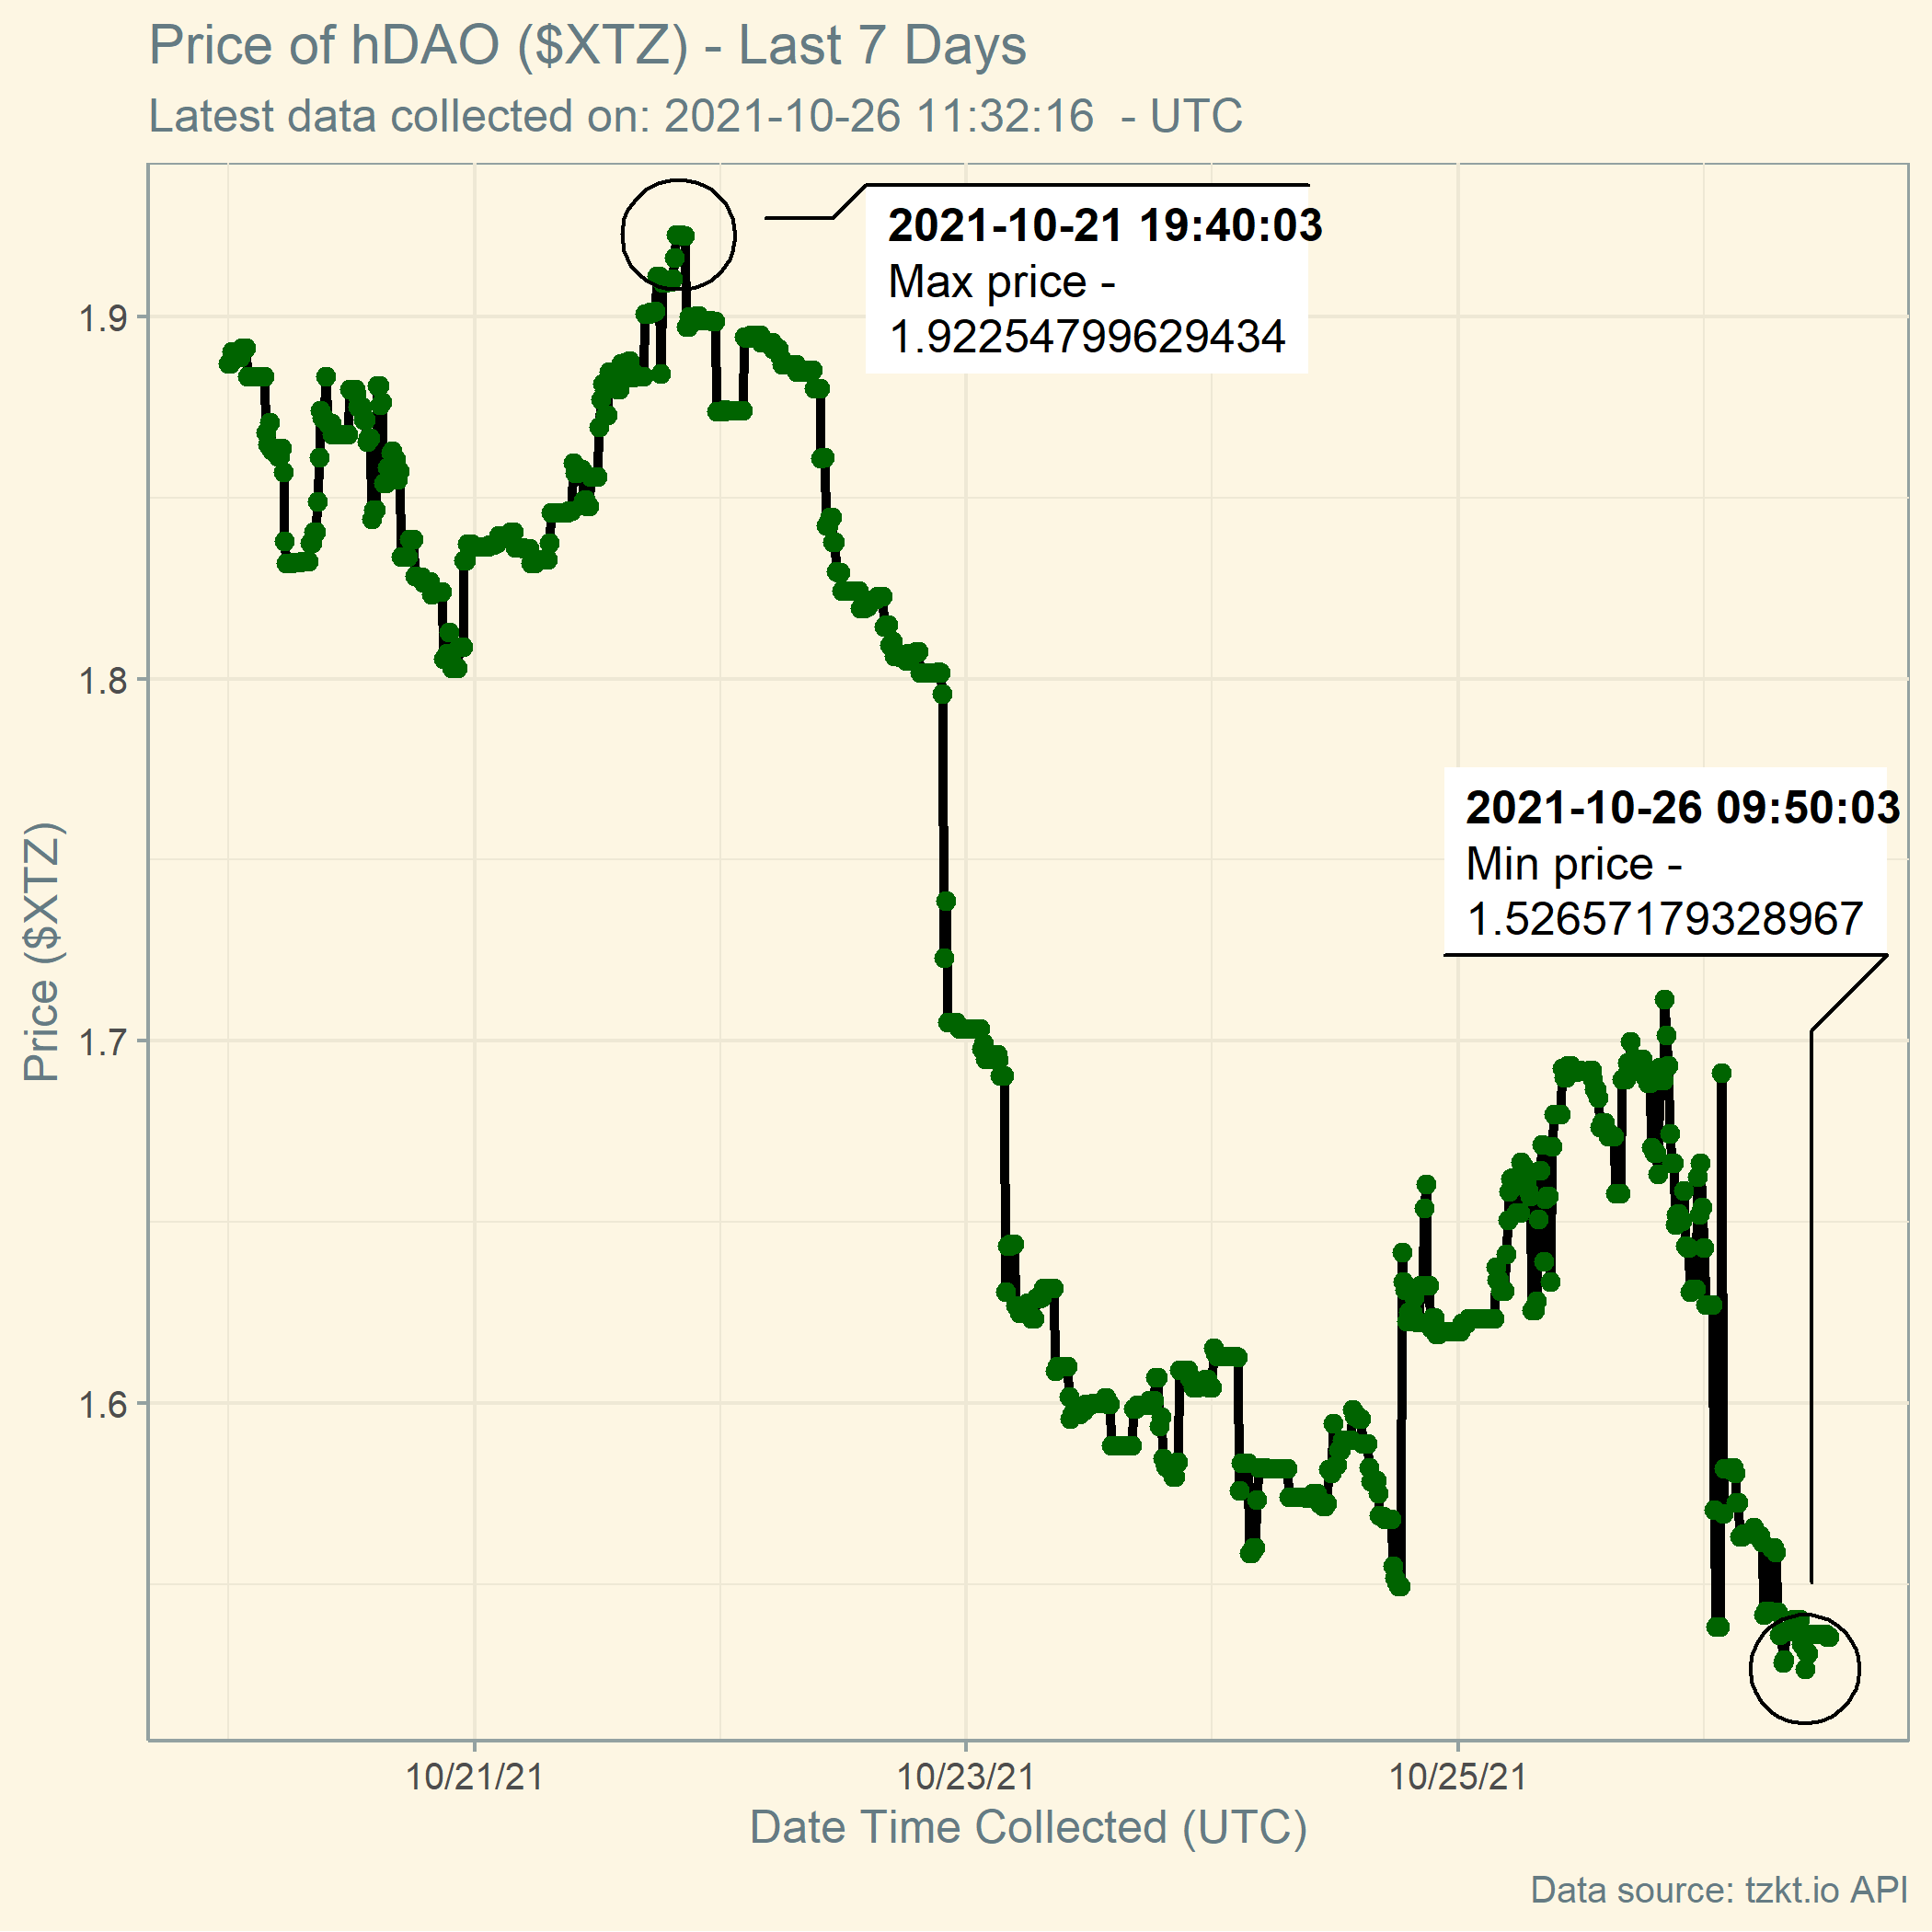 Price of hDAO ($XTZ) - Last 7 Days
Latest data collected on: 2021-10-26 11:32:16  - UTC
2021-10-21 19:40:03
Max price -
1.92254799629434
1.9
1.8
2021-10-26 09:50:03
Min price -
1.52657179328967
Price ($XTZ)
1.7
1.6
10/21/21
10/23/21
10/25/21
Date Time Collected (UTC)
Data source: tzkt.io API